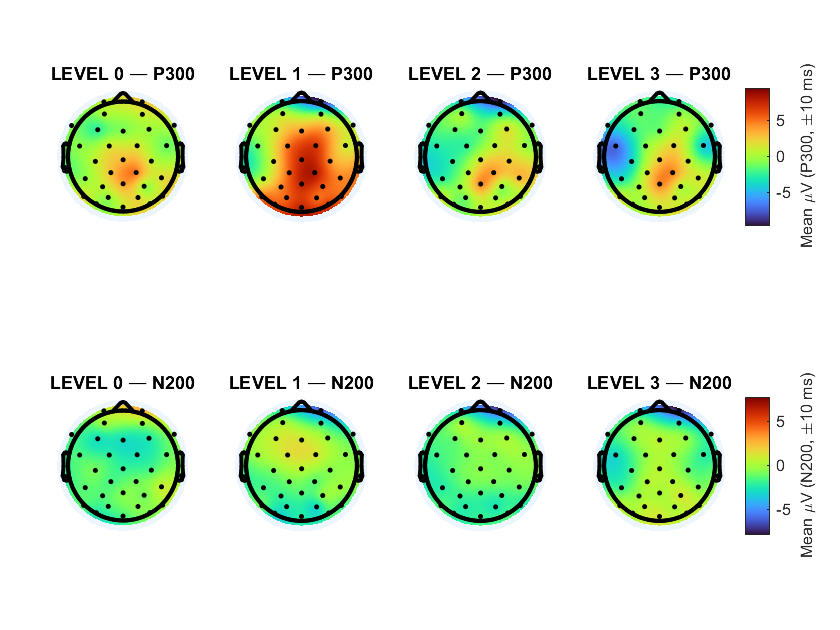 LEVEL 0 — P300
LEVEL 1 — P300
LEVEL 2 — P300
LEVEL 3 — P300
5
0
-5
Mean μV (P300, ±10 ms)
LEVEL 0 — N200
LEVEL 1 — N200
LEVEL 2 — N200
LEVEL 3 — N200
5
0
-5
Mean μV (N200, ±10 ms)